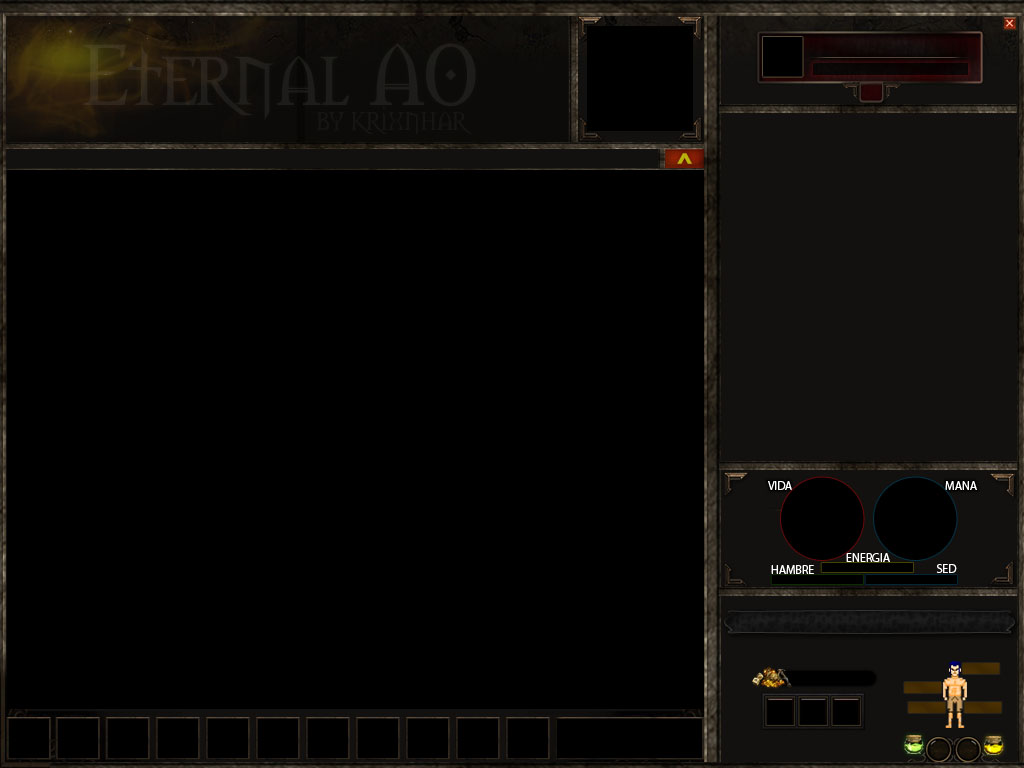 Eternal AO
by Krixnhar
VIDA
MANA
ENERGIA
HAMBRE
SED